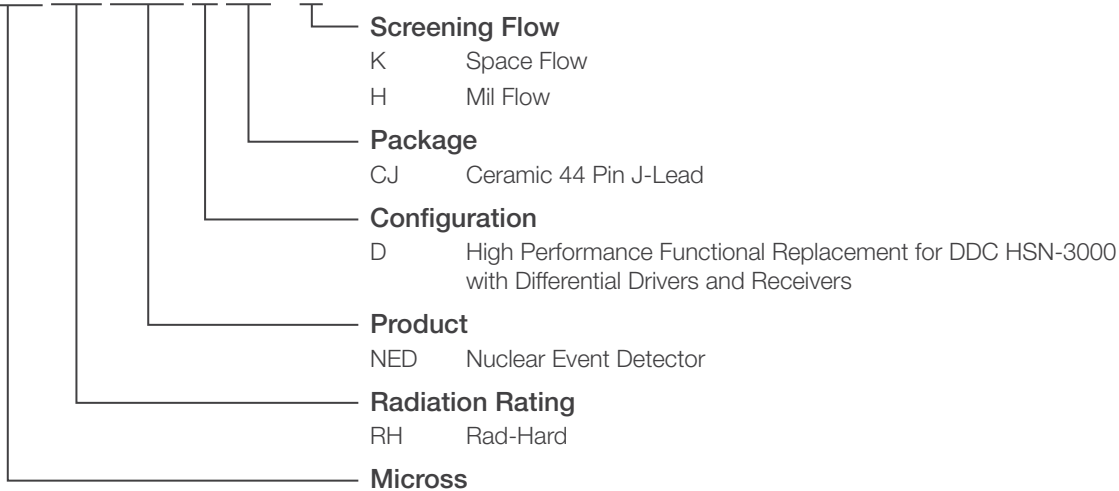 Screening Flow
K Space Flow
H Mil Flow
Package
CJ Ceramic 44 Pin J-Lead
Configuration
D High Performance Functional Replacement for DDC HSN-3000
with Differential Drivers and Receivers
Product
NED Nuclear Event Detector
Radiation Rating
RH Rad-Hard
Micross